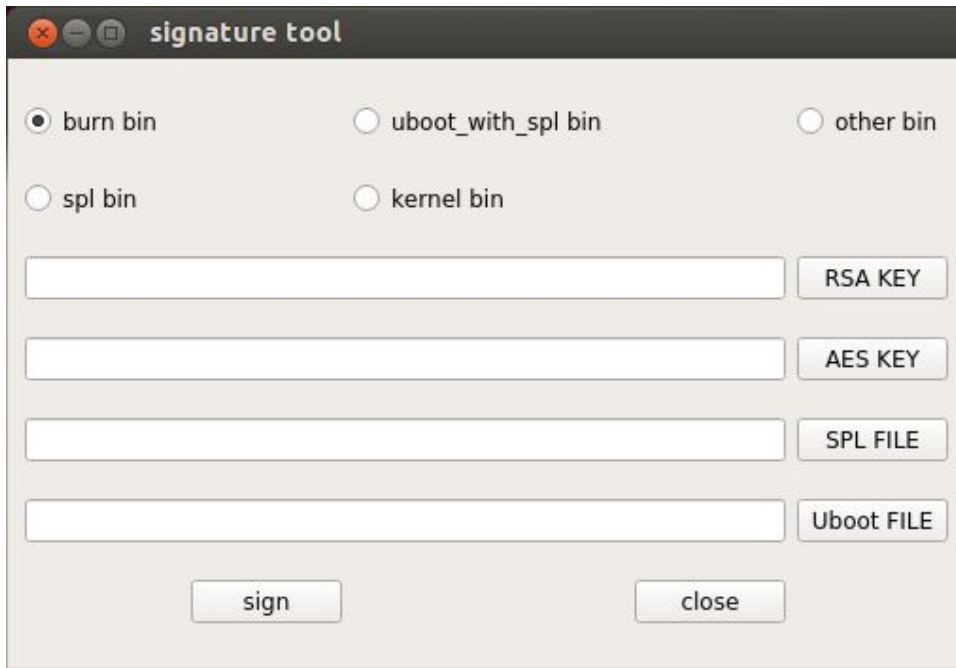 signature tool
burn bin
uboot_with_spl bin
other bin
spl bin
kernel bin
RSA KEY
AES KEY
SPL FILE
Uboot FILE
sign
close